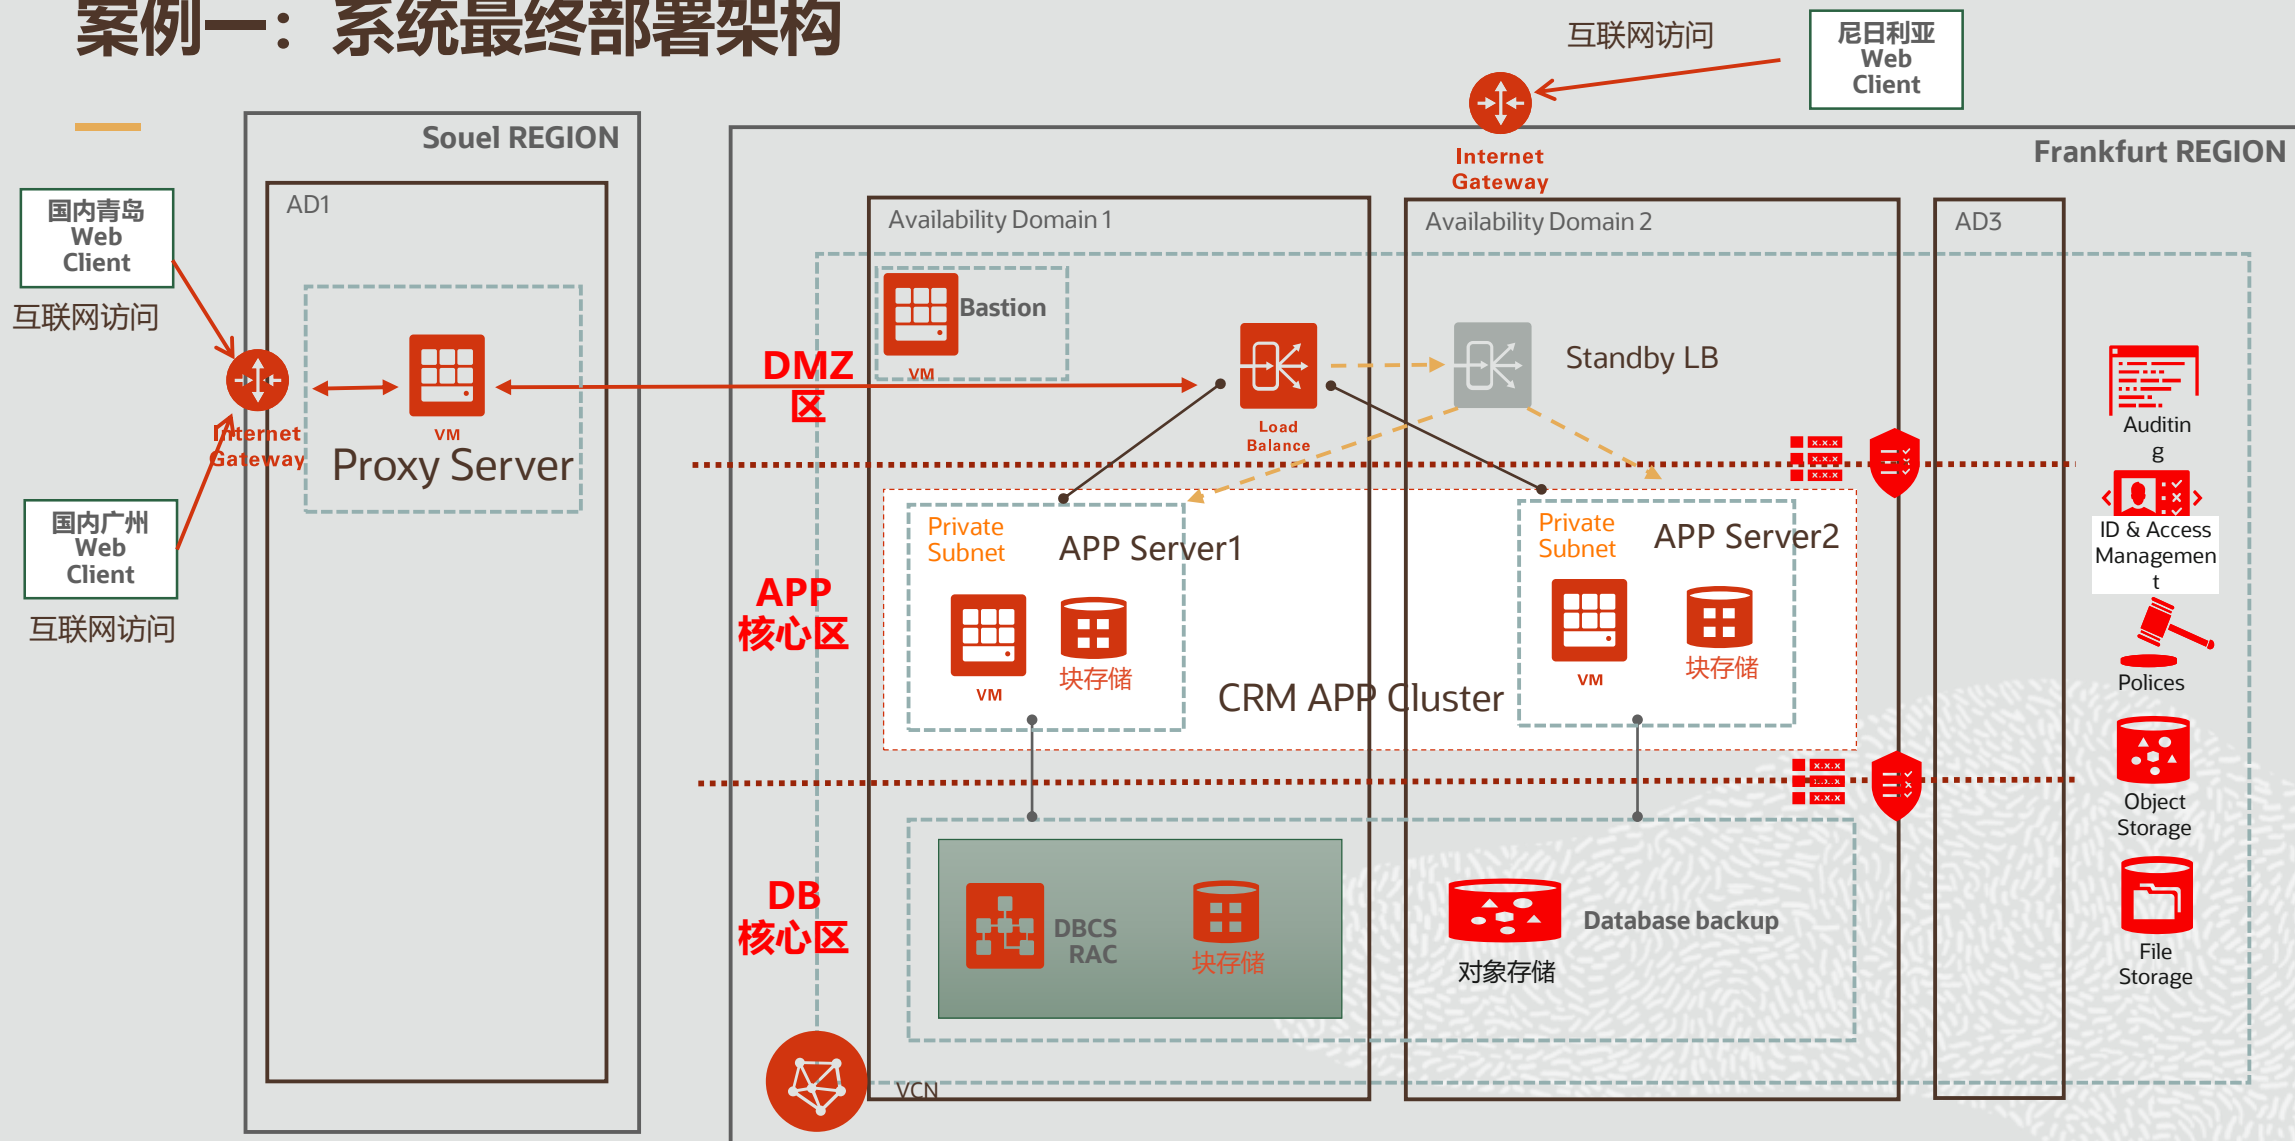 案例一：系统最终部署架构
互联网访问
尼日利亚
Web
Client
Internet
Gateway
Souel REGION
AD1
国内青岛
Web
Client
互联网访问
Internet
Gateway
VM
Proxy Server
国内广州
Web
Client
互联网访问
Frankfurt REGION
Availability Domain 1
Availability Domain 2
AD3
Bastion
VM
DMZ
区
Load
Balance
Standby LB
x.x.x
x.x.x
x.x.x
APP
核心区
Private
Subnet
APP Server1
VM
块存储
CRM APP Cluster
Private
Subnet
APP Server2
VM
块存储
x.x.x
x.x.x
x.x.x
DB
核心区
DBCS
RAC
块存储
对象存储
Database backup
VCN
Auditin
g
ID & Access
Managemen
t
Polices
Object
Storage
File
Storage